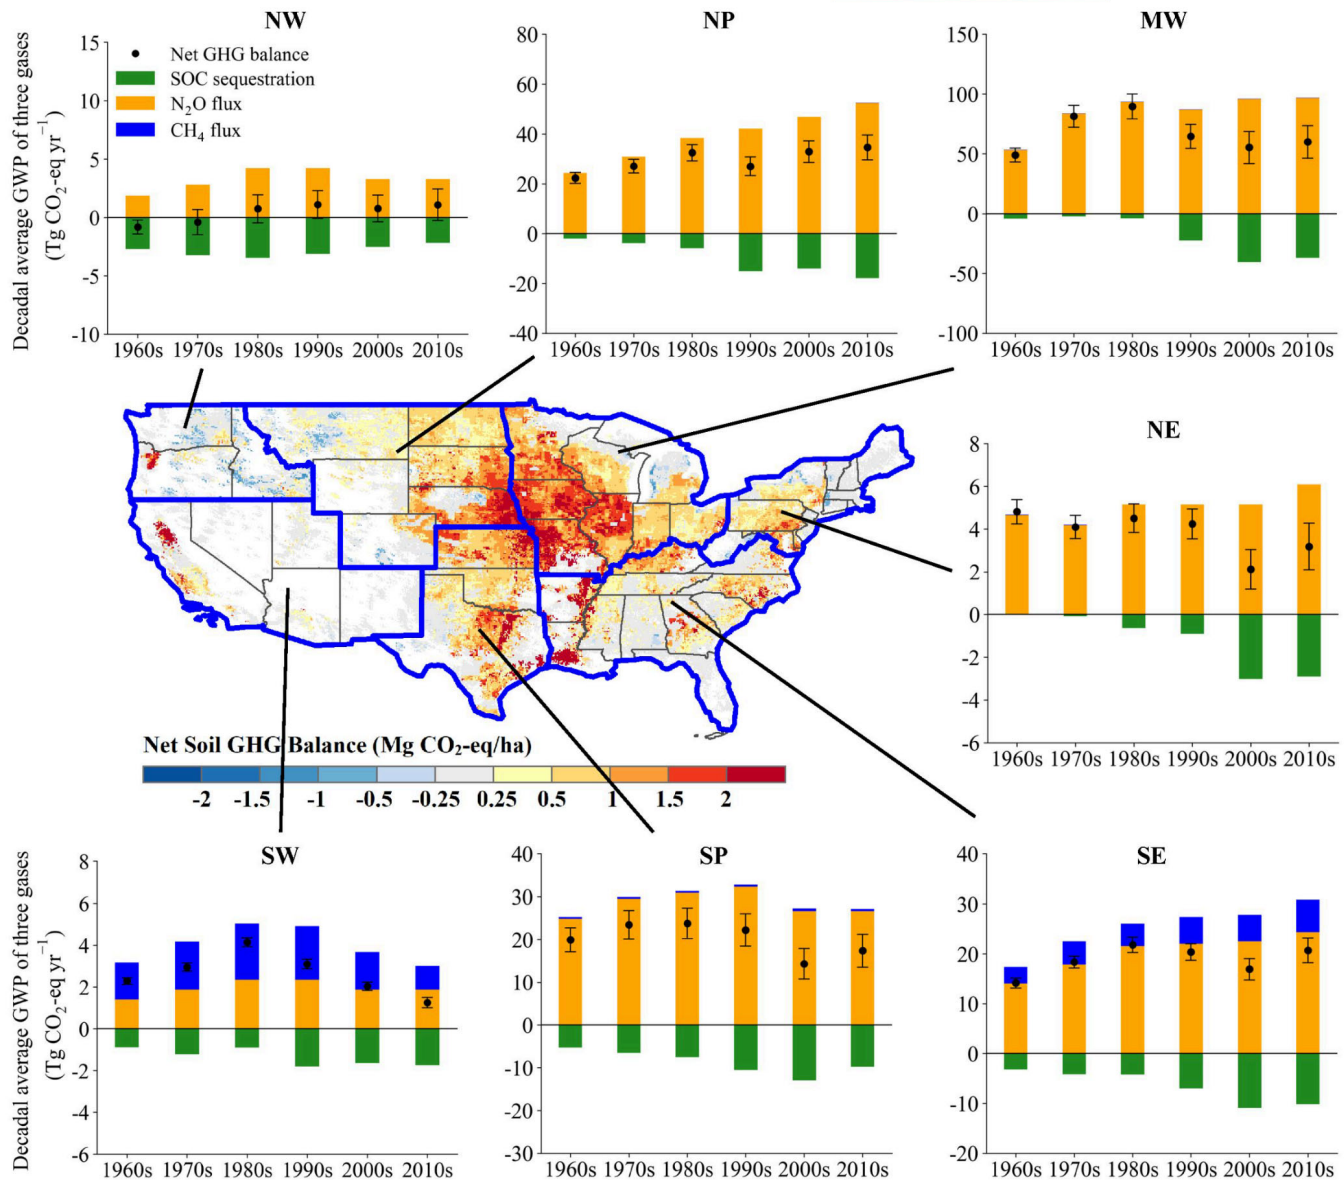 NW
Decadal average GWP of three gases
(Tg CO₂-eq yr⁻¹)
15
10
5
0
-5
-10
Net GHG balance
SOC sequestration
N₂O flux
CH₄ flux
1960s 1970s 1980s 1990s 2000s 2010s
NP
80
60
40
20
0
-20
-40
1960s 1970s 1980s 1990s 2000s 2010s
MW
150
100
50
0
-50
-100
1960s 1970s 1980s 1990s 2000s 2010s
NE
8
6
4
2
0
-2
-4
-6
1960s 1970s 1980s 1990s 2000s 2010s
Net Soil GHG Balance (Mg CO₂-eq/ha)
-2 -1.5 -1 -0.5 -0.25 0.25 0.5 1 1.5 2
SW
Decadal average GWP of three gases
(Tg CO₂-eq yr⁻¹)
8
6
4
2
0
-2
-4
-6
1960s 1970s 1980s 1990s 2000s 2010s
SP
40
30
20
10
0
-10
-20
-30
1960s 1970s 1980s 1990s 2000s 2010s
SE
40
30
20
10
0
-10
-20
1960s 1970s 1980s 1990s 2000s 2010s